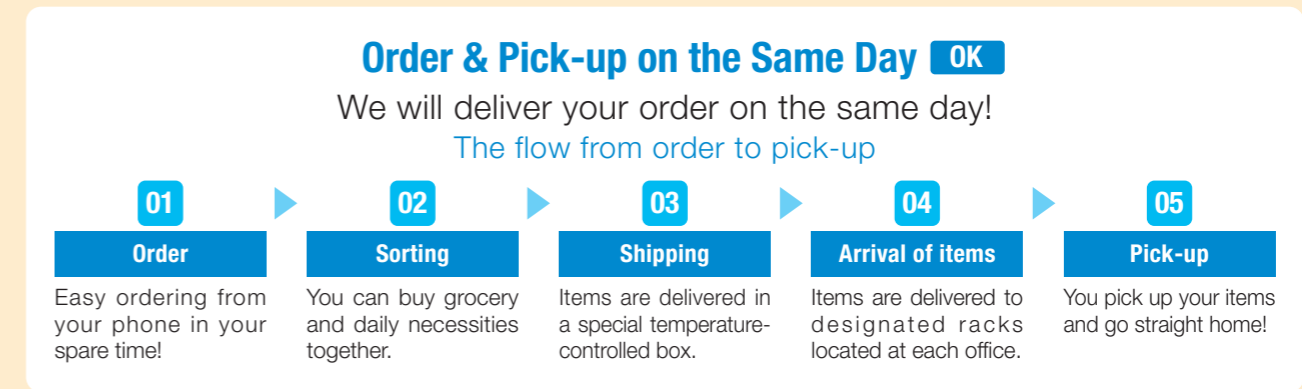 Order & Pick-up on the Same Day OK
We will deliver your order on the same day!
The flow from order to pick-up
01
Order
Easy ordering from
your phone in your
spare time!
02
Sorting
You can buy grocery
and daily necessities
together.
03
Shipping
Items are delivered in
a special temperature-
controlled box.
04
Arrival of items
Items are delivered to
designated racks
located at each office.
05
Pick-up
You pick up your items
and go straight home!